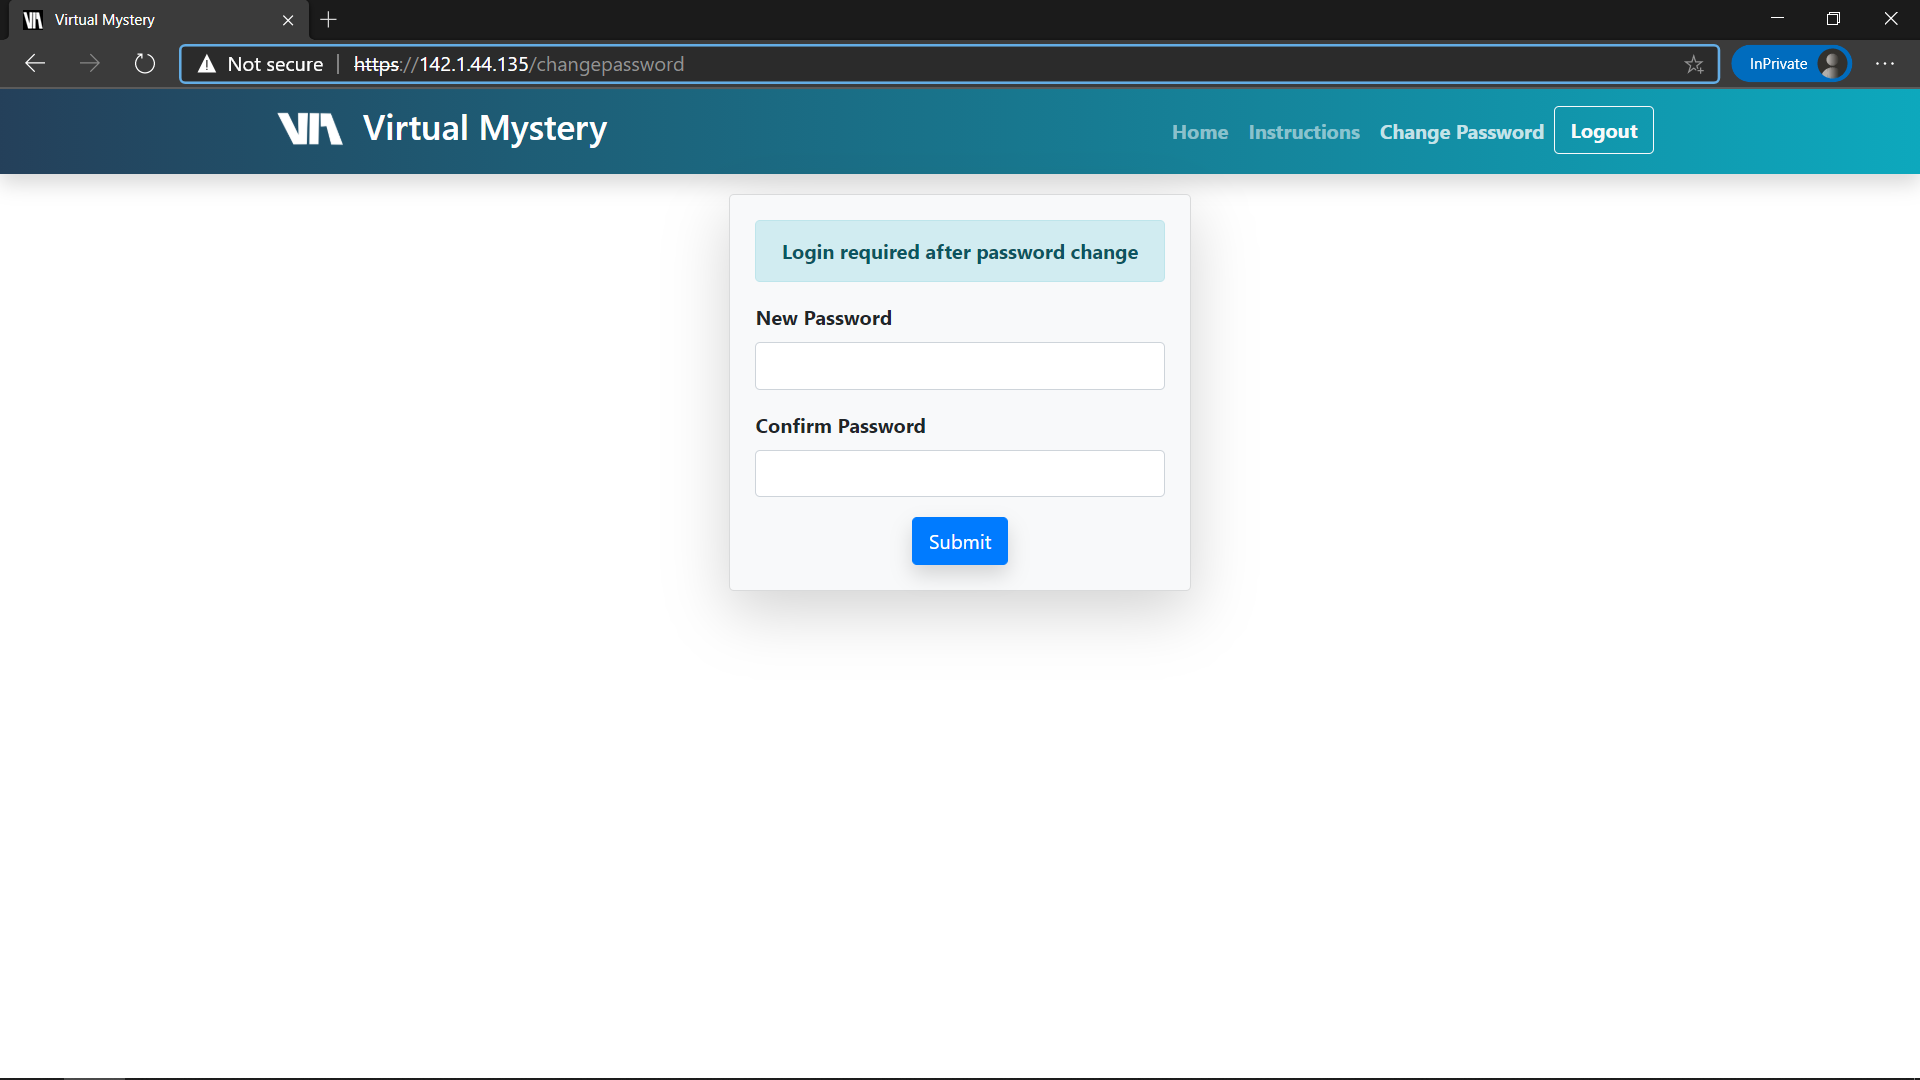 Virtual Mystery
Not secure | https://142.1.44.135/changepassword
InPrivate
VM Virtual Mystery
Home Instructions Change Password Logout
Login required after password change
New Password
Confirm Password
Submit